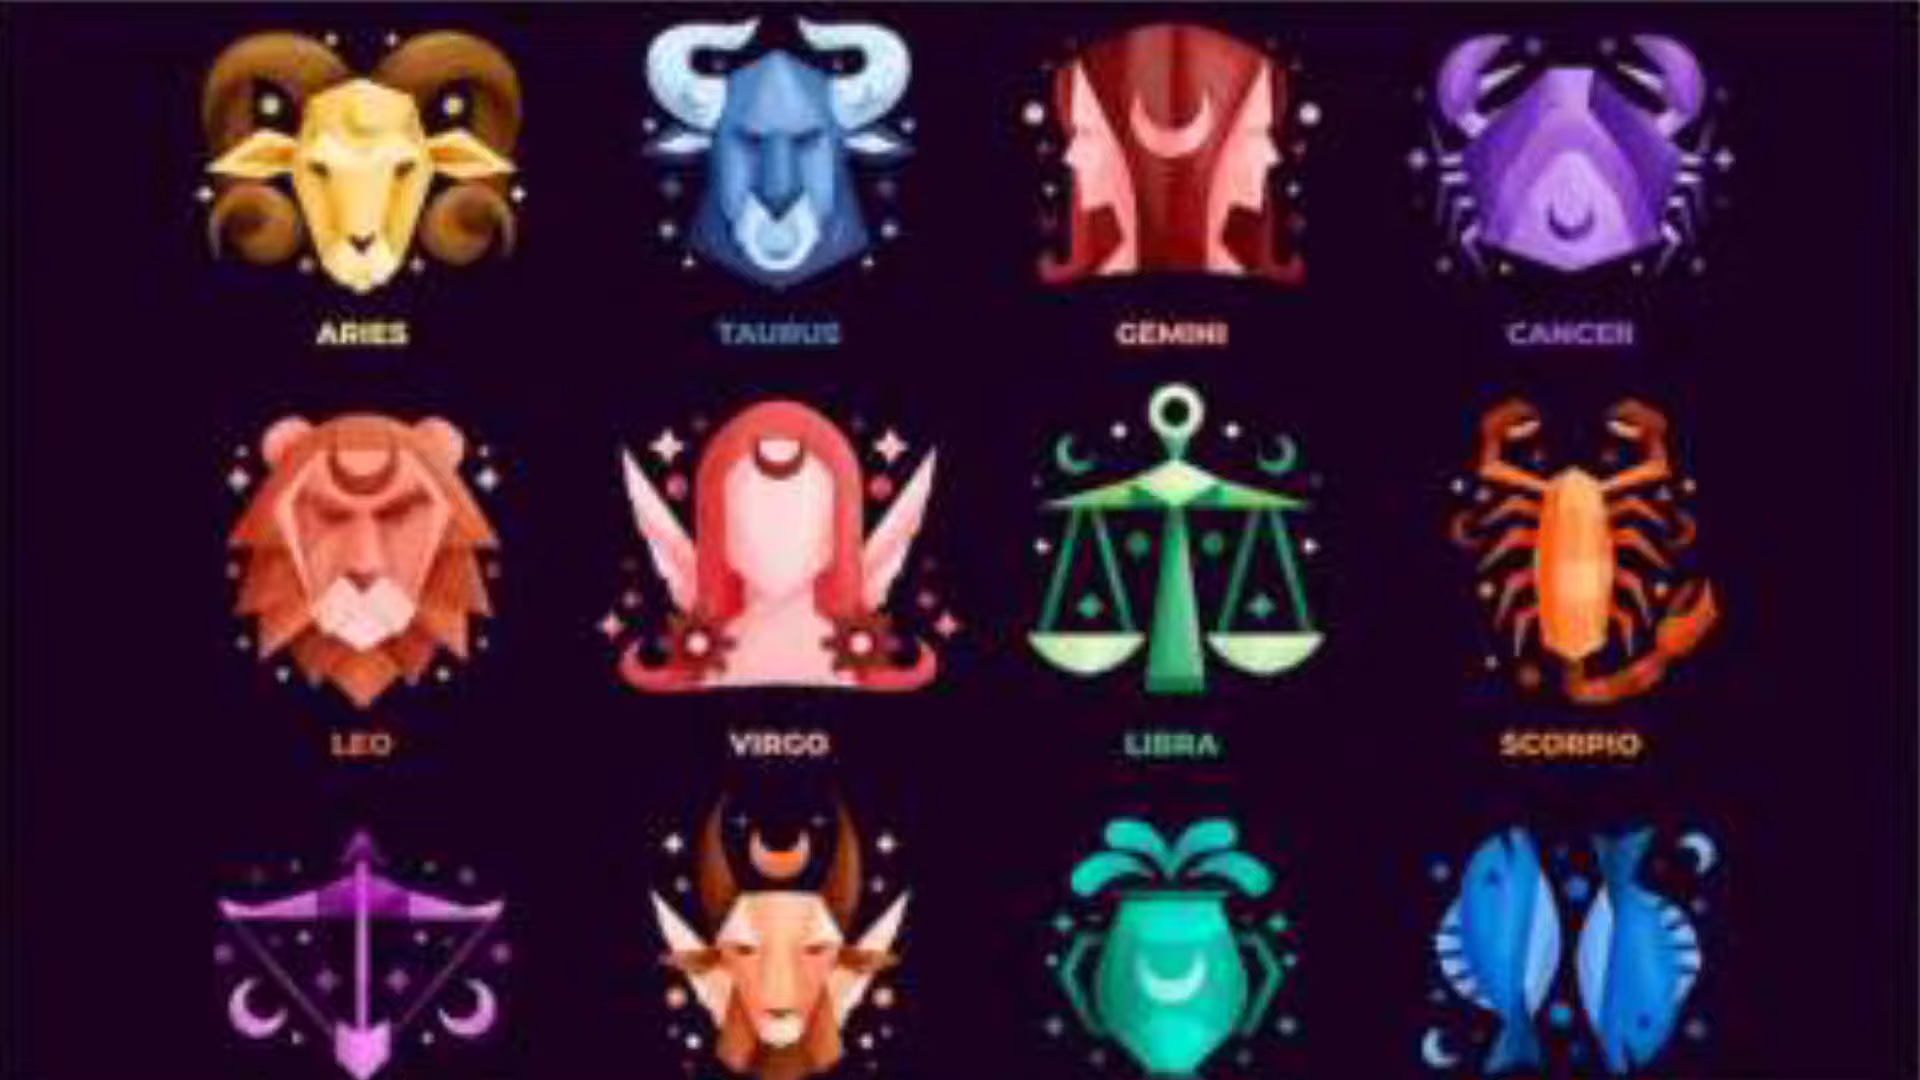 ARIES
TAURUS
GEMINI
CANCER
LEO
VIRGO
LIBRA
SCORPIO